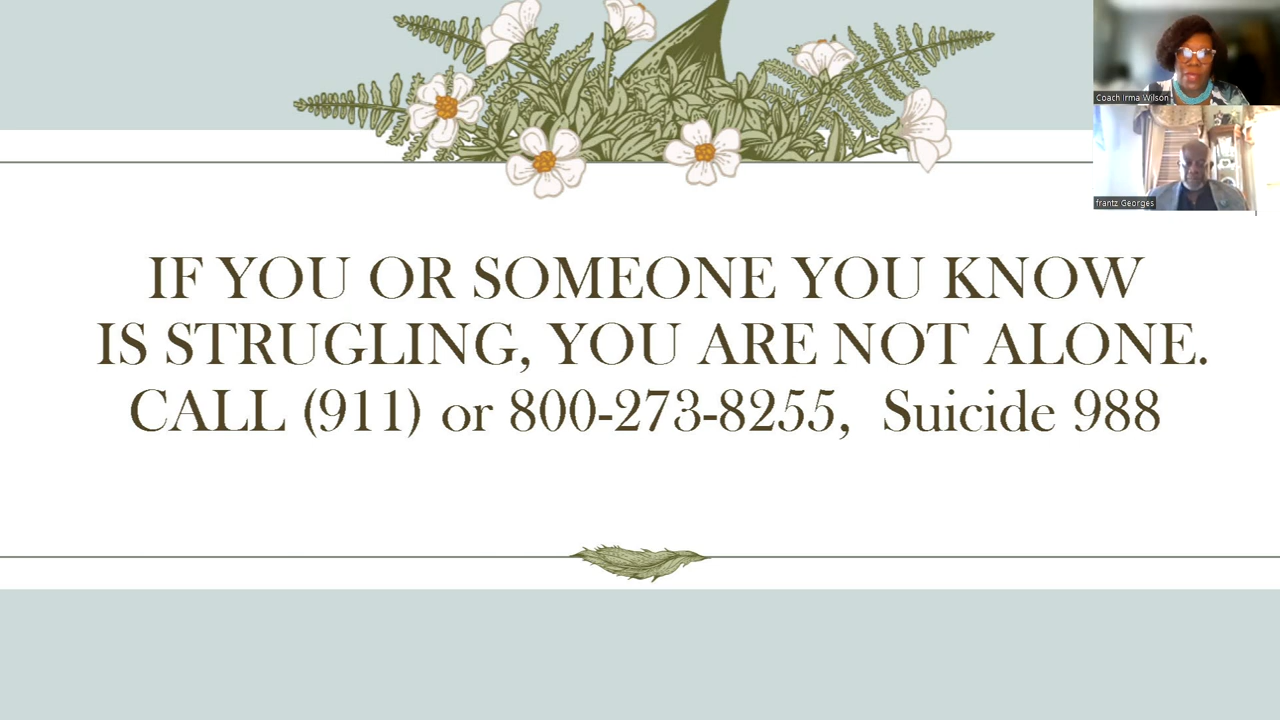 Coach Irma Wilson
frantz Georges
IF YOU OR SOMEONE YOU KNOW
IS STRUGLING, YOU ARE NOT ALONE.
CALL (911) or 800-273-8255, Suicide 988